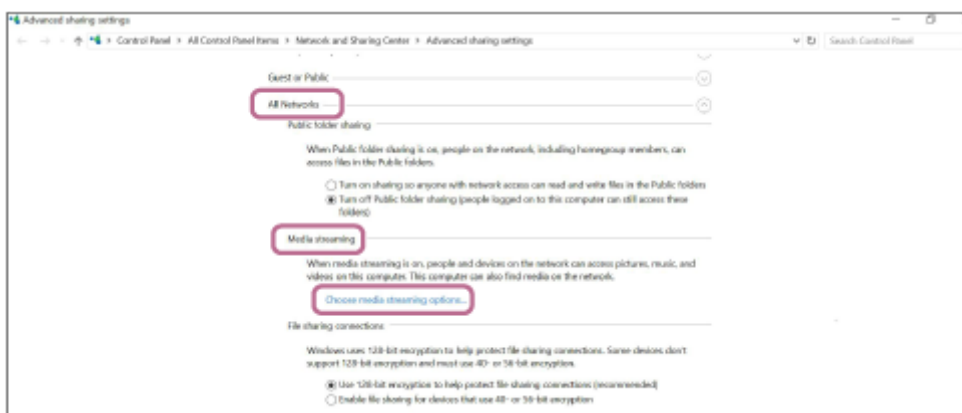 Advanced sharing settings
Control Panel > All Control Panel Items > Network and Sharing Center > Advanced sharing settings
Search Control Panel
Guest or Public
All Networks
Public folder sharing
When Public folder sharing is on, people on the network, including homegroup members, can
access files in the Public folders.
Turn on sharing so anyone with network access can read and write files in the Public folders
Turn off Public folder sharing (people logged on to this computer can still access these
folders)
Media streaming
When media streaming is on, people and devices on the network can access pictures, music, and
videos on this computer. This computer can also find media on the network.
Choose media streaming options...
File sharing connections
Windows uses 128-bit encryption to help protect file sharing connections. Some devices don't
support 128-bit encryption and must use 40- or 56-bit encryption.
Use 128-bit encryption to help protect file sharing connections (recommended)
Enable file sharing for devices that use 40- or 56-bit encryption